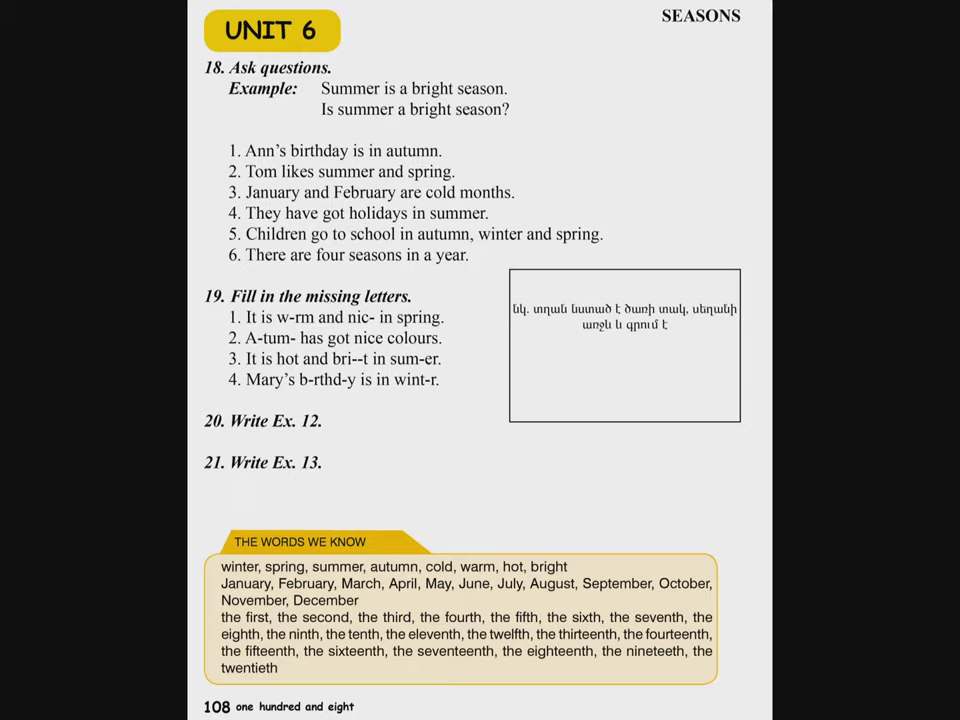 SEASONS
UNIT 6
18. Ask questions.
Example: Summer is a bright season.
Is summer a bright season?
1. Ann’s birthday is in autumn.
2. Tom likes summer and spring.
3. January and February are cold months.
4. They have got holidays in summer.
5. Children go to school in autumn, winter and spring.
6. There are four seasons in a year.
19. Fill in the missing letters.
1. It is w-rm and nic- in spring.
2. A-tum- has got nice colours.
3. It is hot and bri--t in sum-er.
4. Mary’s b-rthd-y is in wint-r.
նկ. տղան նստած է ծառի տակ, սեղանի
առջև և գրում է
20. Write Ex. 12.
21. Write Ex. 13.
THE WORDS WE KNOW
winter, spring, summer, autumn, cold, warm, hot, bright
January, February, March, April, May, June, July, August, September, October,
November, December
the first, the second, the third, the fourth, the fifth, the sixth, the seventh, the
eighth, the ninth, the tenth, the eleventh, the twelfth, the thirteenth, the fourteenth,
the fifteenth, the sixteenth, the seventeenth, the eighteenth, the nineteeth, the
twentieth
108 one hundred and eight